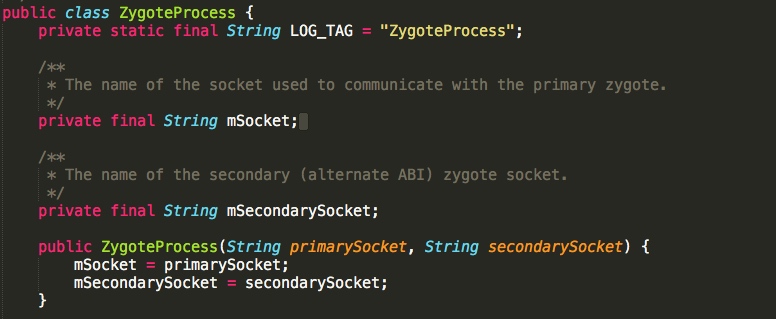 public class ZygoteProcess {
    private static final String LOG_TAG = "ZygoteProcess";
    /**
     * The name of the socket used to communicate with the primary zygote.
     */
    private final String mSocket;
    /**
     * The name of the secondary (alternate ABI) zygote socket.
     */
    private final String mSecondarySocket;
    public ZygoteProcess(String primarySocket, String secondarySocket) {
        mSocket = primarySocket;
        mSecondarySocket = secondarySocket;
    }